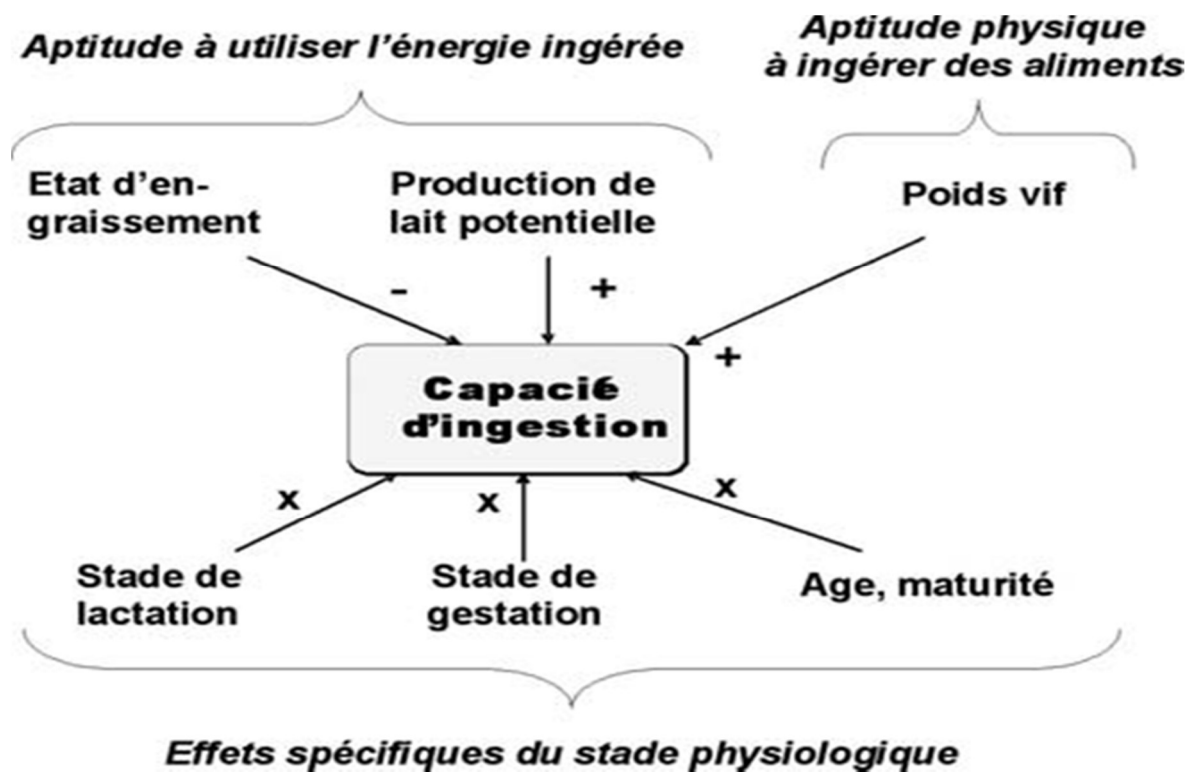 Aptitude à utiliser l'énergie ingérée
Aptitude physique
à ingérer des aliments
Etat d'en-
graissement
Production de
lait potentielle
Poids vif
-
+
+
Capacié
d'ingestion
x
x
x
Stade de
lactation
Stade de
gestation
Age, maturité
Effets spécifiques du stade physiologique